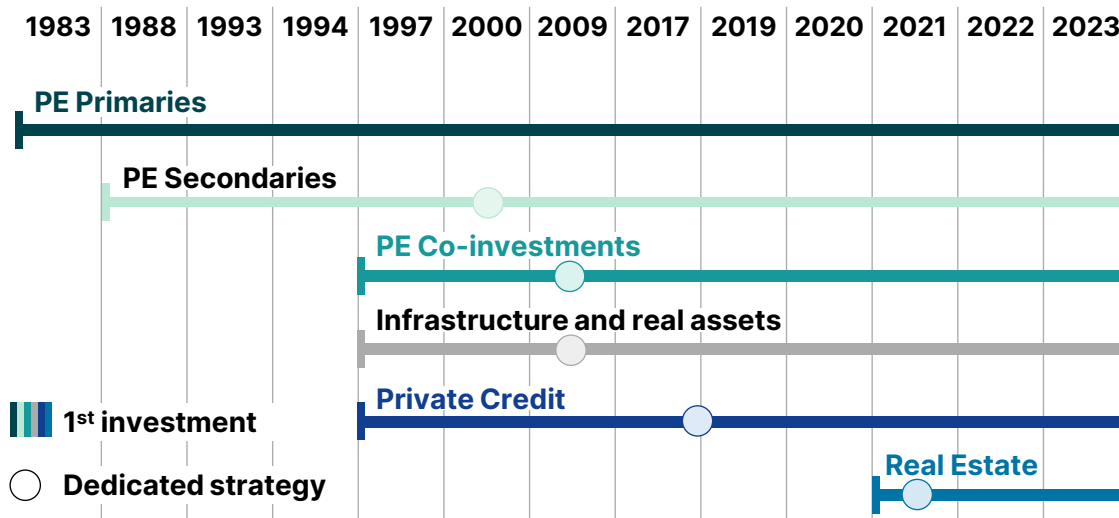 1983 1988 1993 1994 1997 2000 2009 2017 2019 2020 2021 2022 2023
PE Primaries
PE Secondaries
PE Co-investments
Infrastructure and real assets
Private Credit
1st investment
Real Estate
Dedicated strategy